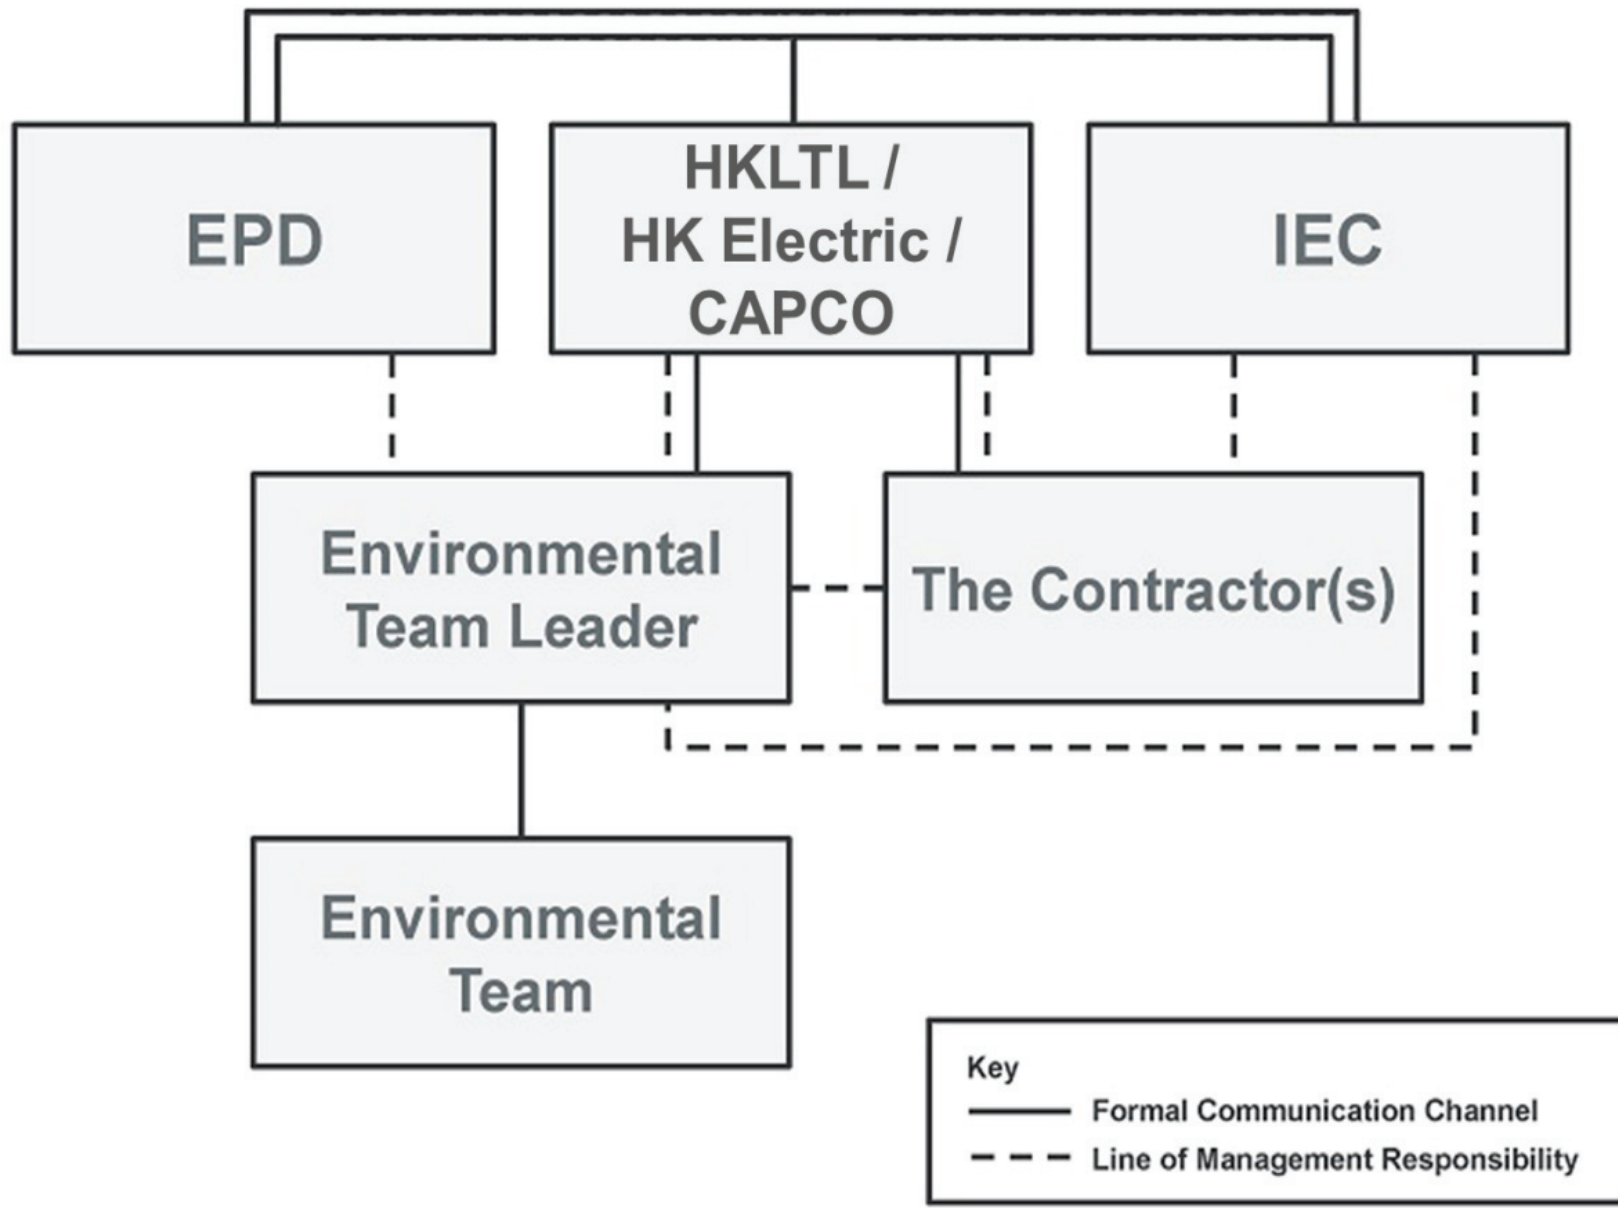 EPD
HKLTL /
HK Electric /
CAPCO
IEC
Environmental
Team Leader
The Contractor(s)
Environmental
Team
Key
Formal Communication Channel
Line of Management Responsibility